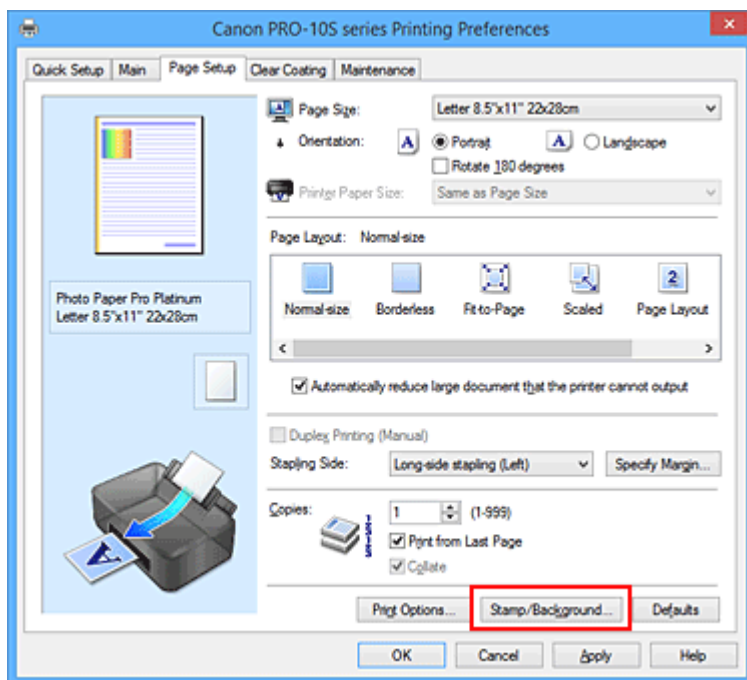 Canon PRO-10S series Printing Preferences
Quick Setup Main Page Setup Clear Coating Maintenance
Page Size: Letter 8.5"x11" 22x28cm
Orientation: A Portrait A Landscape
Rotate 180 degrees
Printer Paper Size: Same as Page Size
Page Layout: Normal-size
2
Normal-size Borderless Fit-to-Page Scaled Page Layout
Photo Paper Pro Platinum
Letter 8.5"x11" 22x28cm
Automatically reduce large document that the printer cannot output
Duplex Printing (Manual)
Stapling Side: Long-side stapling (Left) Specify Margin...
Copies: 1 (1-999)
Print from Last Page
Collate
A
Print Options... Stamp/Background... Defaults
OK Cancel Apply Help